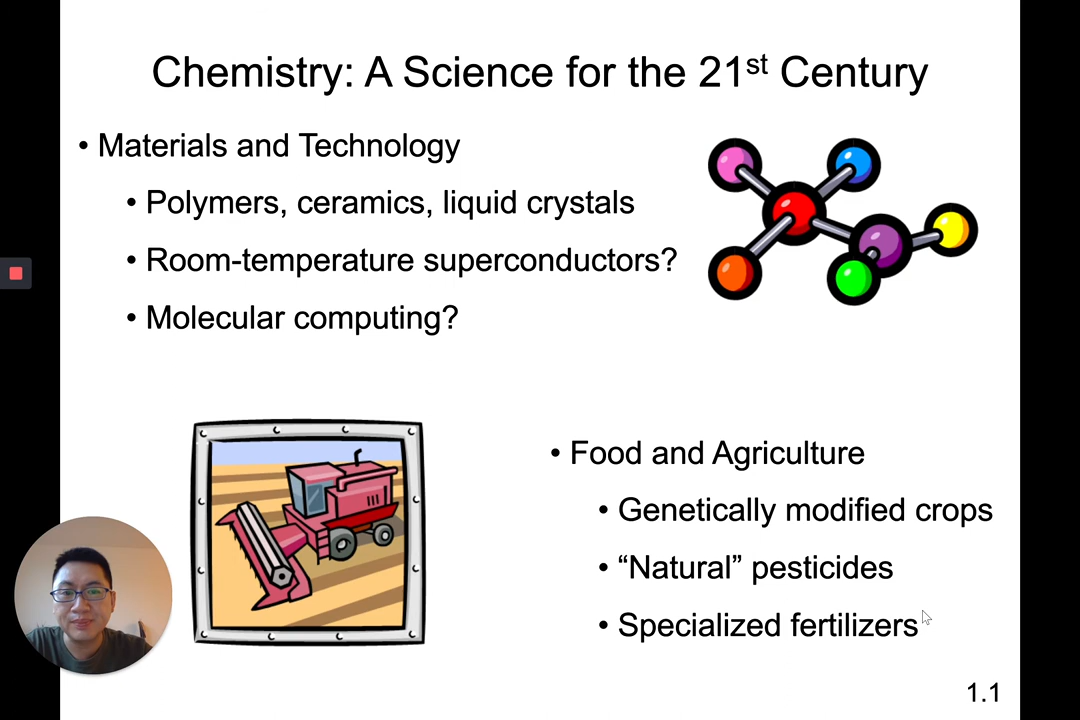 Chemistry: A Science for the 21st Century
• Materials and Technology
• Polymers, ceramics, liquid crystals
• Room-temperature superconductors?
• Molecular computing?
• Food and Agriculture
• Genetically modified crops
• “Natural” pesticides
• Specialized fertilizers
1.1